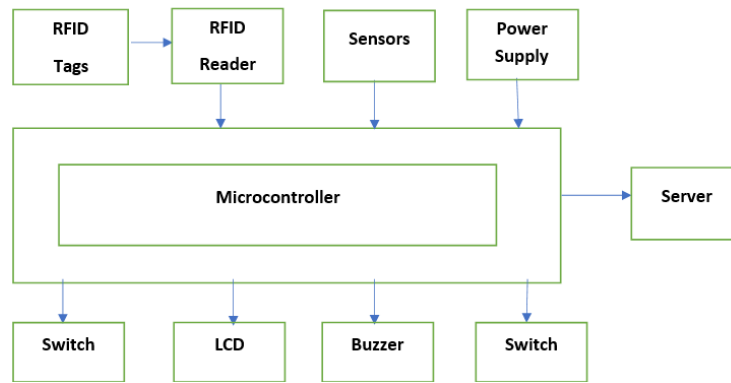 RFID
Tags
RFID
Reader
Sensors
Power
Supply
Microcontroller
Server
Switch
LCD
Buzzer
Switch